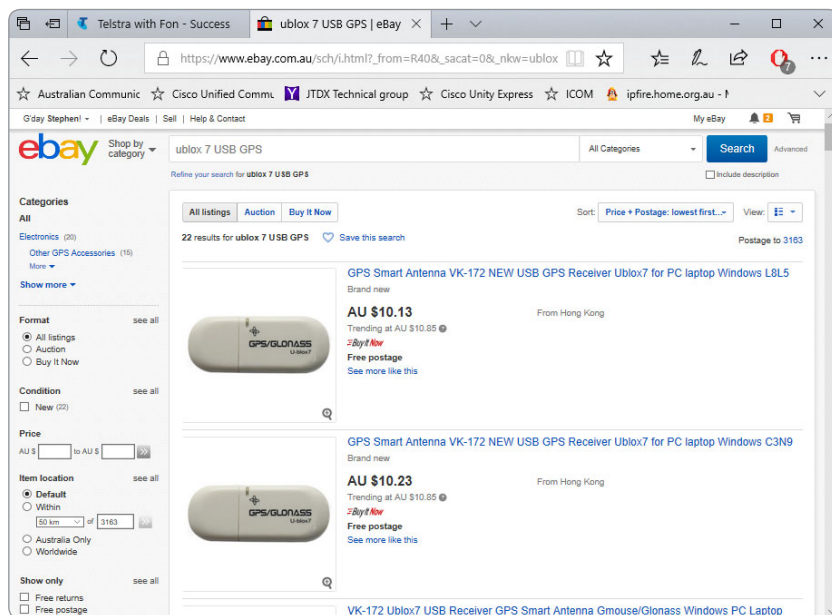 Telstra with Fon - Success
ublox 7 USB GPS | eBay
https://www.ebay.com.au/sch/i.html?_from=R40&_sacat=0&_nkw=ublox
7
Australian Communic
Cisco Unified Commu
JTDX Technical group
Cisco Unity Express
ICOM
ipfire.home.org.au - M
G'day Stephen!
eBay Deals | Sell | Help & Contact
My eBay
2
ebay
Shop by category
ublox 7 USB GPS
All Categories
Search
Advanced
Refine your search for ublox 7 USB GPS
Include description
Categories
All
Electronics (20)
Other GPS Accessories (15)
More
Show more
Format see all
All listings
Auction
Buy It Now
Condition see all
New (22)
Price
AU $ to AU $
Item location see all
Default
Within
50 km of 3163
Australia Only
Worldwide
Show only see all
Free returns
Free postage
All listings Auction Buy It Now
Sort: Price + Postage: lowest first...
View:
22 results for ublox 7 USB GPS
Save this search
Postage to 3163
GPS/GLONASS
U-blox7
GPS Smart Antenna VK-172 NEW USB GPS Receiver Ublox7 for PC laptop Windows L8L5
Brand new
AU $10.13
From Hong Kong
Trending at AU $10.85
Buy It Now
Free postage
See more like this
GPS/GLONASS
U-blox7
GPS Smart Antenna VK-172 NEW USB GPS Receiver Ublox7 for PC laptop Windows C3N9
Brand new
AU $10.23
From Hong Kong
Trending at AU $10.85
Buy It Now
Free postage
See more like this
VK-172 Ublox7 USB Receiver GPS Smart Antenna Gmouse/Glonass Windows PC Laptop